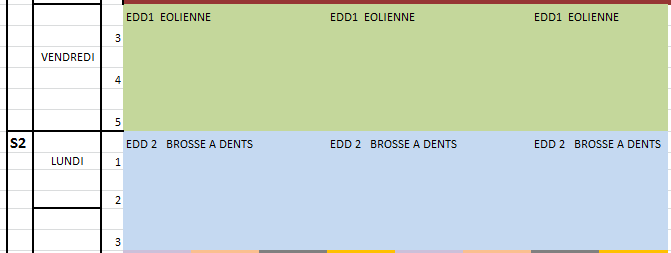 EDD1 EOLIENNE EDD1 EOLIENNE EDD1 EOLIENNE
3
VENDREDI
4
5
S2 EDD 2 BROSSE A DENTS EDD 2 BROSSE A DENTS EDD 2 BROSSE A DENTS
LUNDI 1
2
3